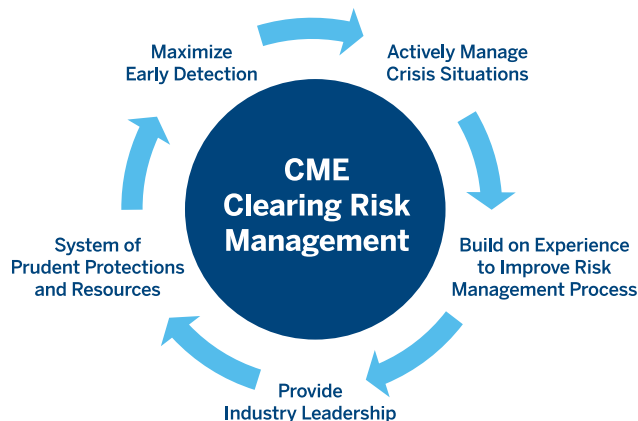 Maximize
Early Detection
Actively Manage
Crisis Situations
CME
Clearing Risk
Management
System of
Prudent Protections
and Resources
Build on Experience
to Improve Risk
Management Process
Provide
Industry Leadership